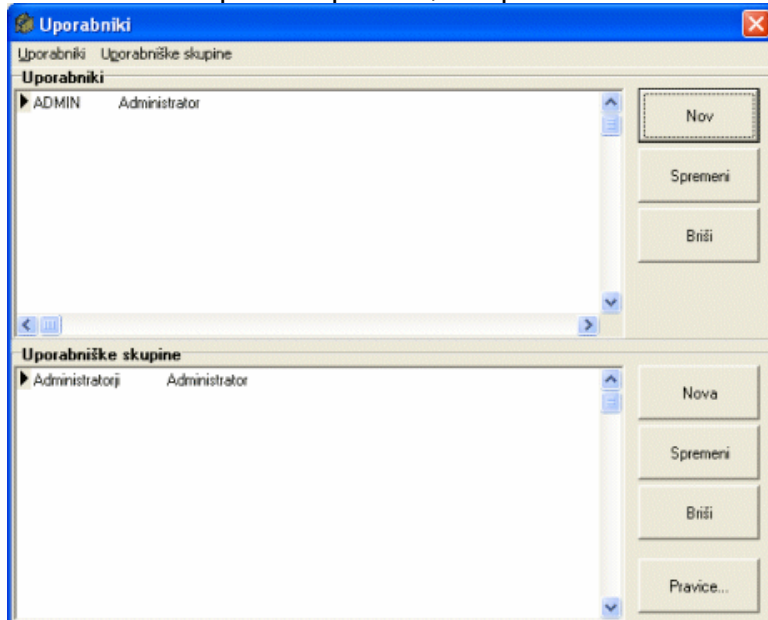 Uporabniki
Uporabniki Uporabniške skupine
Uporabniki
ADMIN Administrator
Nov
Spremeni
Briši
Uporabniške skupine
Administratorji Administrator
Nova
Spremeni
Briši
Pravice...